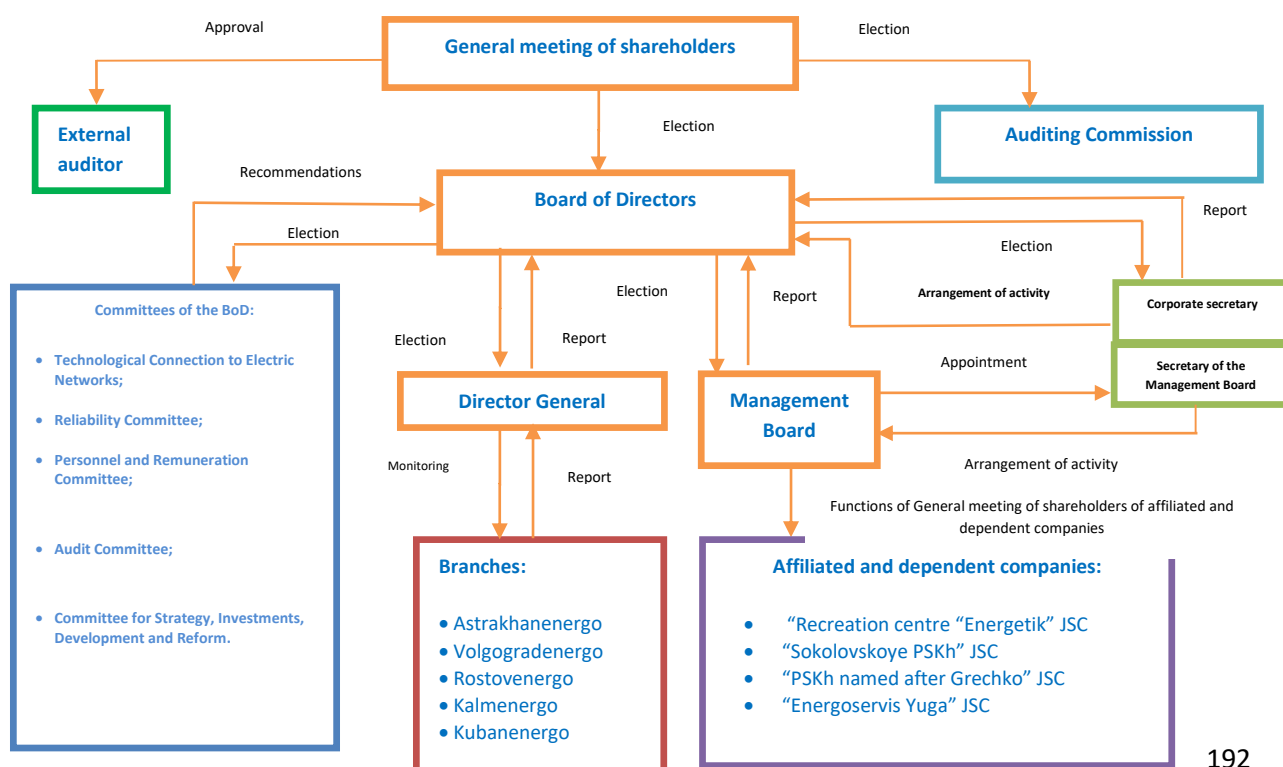 Approval
General meeting of shareholders
Election
External
auditor
Election
Auditing Commission
Recommendations
Board of Directors
Report
Election
Election
Committees of the BoD:
• Technological Connection to Electric
Networks;
• Reliability Committee;
• Personnel and Remuneration
Committee;
• Audit Committee;
• Committee for Strategy, Investments,
Development and Reform.
Election
Report
Election
Report
Arrangement of activity
Corporate secretary
Secretary of the
Management Board
Appointment
Director General
Management
Board
Arrangement of activity
Monitoring
Report
Functions of General meeting of shareholders of affiliated and
dependent companies
Branches:
• Astrakhanenergo
• Volgogradenergo
• Rostovenergo
• Kalmenergo
• Kubanenergo
Affiliated and dependent companies:
• “Recreation centre “Energetik” JSC
• “Sokolovskoye PSKh” JSC
• “PSKh named after Grechko” JSC
• “Energoservis Yuga” JSC
192